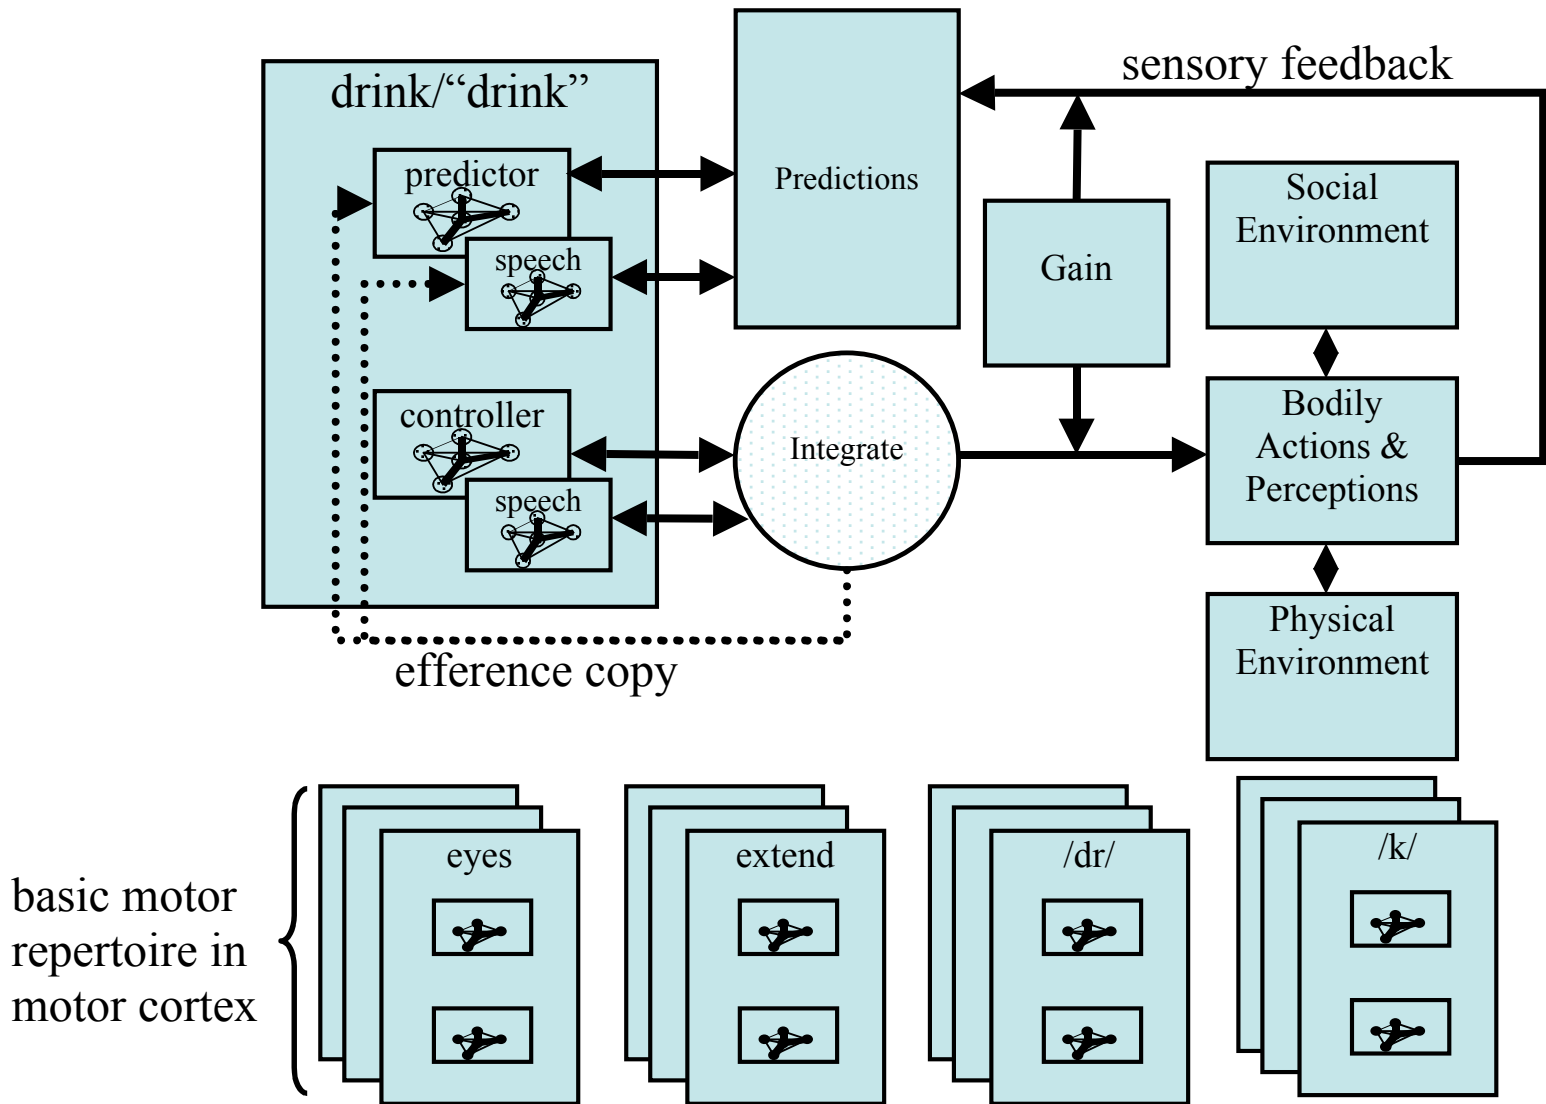 sensory feedback
drink/“drink”
predictor
speech
Predictions
Gain
Social
Environment
controller
speech
Integrate
Bodily
Actions &
Perceptions
efference copy
Physical
Environment
basic motor
repertoire in
motor cortex
eyes
extend
/dr/
/k/